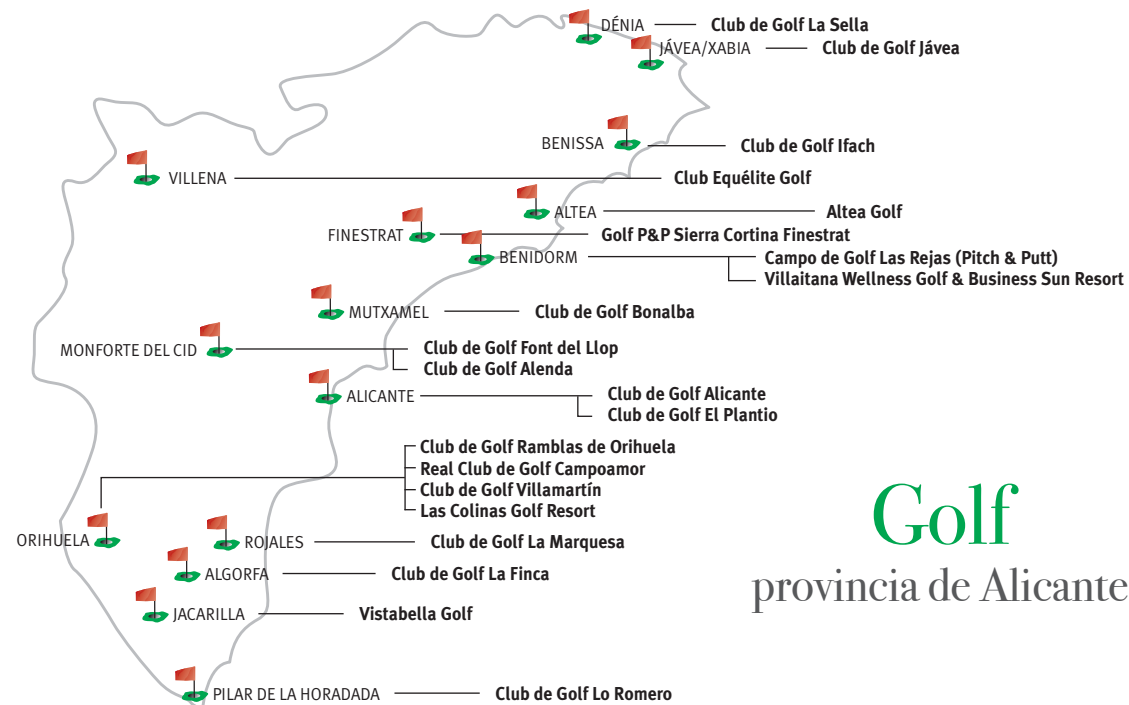 DÉNIA Club de Golf La Sella
JÁVEA/XABIA Club de Golf Jávea
BENISSA Club de Golf Ifach
VILLENA Club Equélite Golf
ALTEA Altea Golf
FINESTRAT Golf P&P Sierra Cortina Finestrat
BENIDORM Campo de Golf Las Rejas (Pitch & Putt)
Villaitana Wellness Golf & Business Sun Resort
MUTXAMEL Club de Golf Bonalba
MONFORTE DEL CID Club de Golf Font del Llop
Club de Golf Alenda
ALICANTE Club de Golf Alicante
Club de Golf El Plantio
Club de Golf Ramblas de Orihuela
Real Club de Golf Campoamor
Club de Golf Villamartín
Las Colinas Golf Resort
ORIHUELA
ROJALES Club de Golf La Marquesa
ALGORFA Club de Golf La Finca
JACARILLA Vistabella Golf
PILAR DE LA HORADADA Club de Golf Lo Romero
Golf
provincia de Alicante